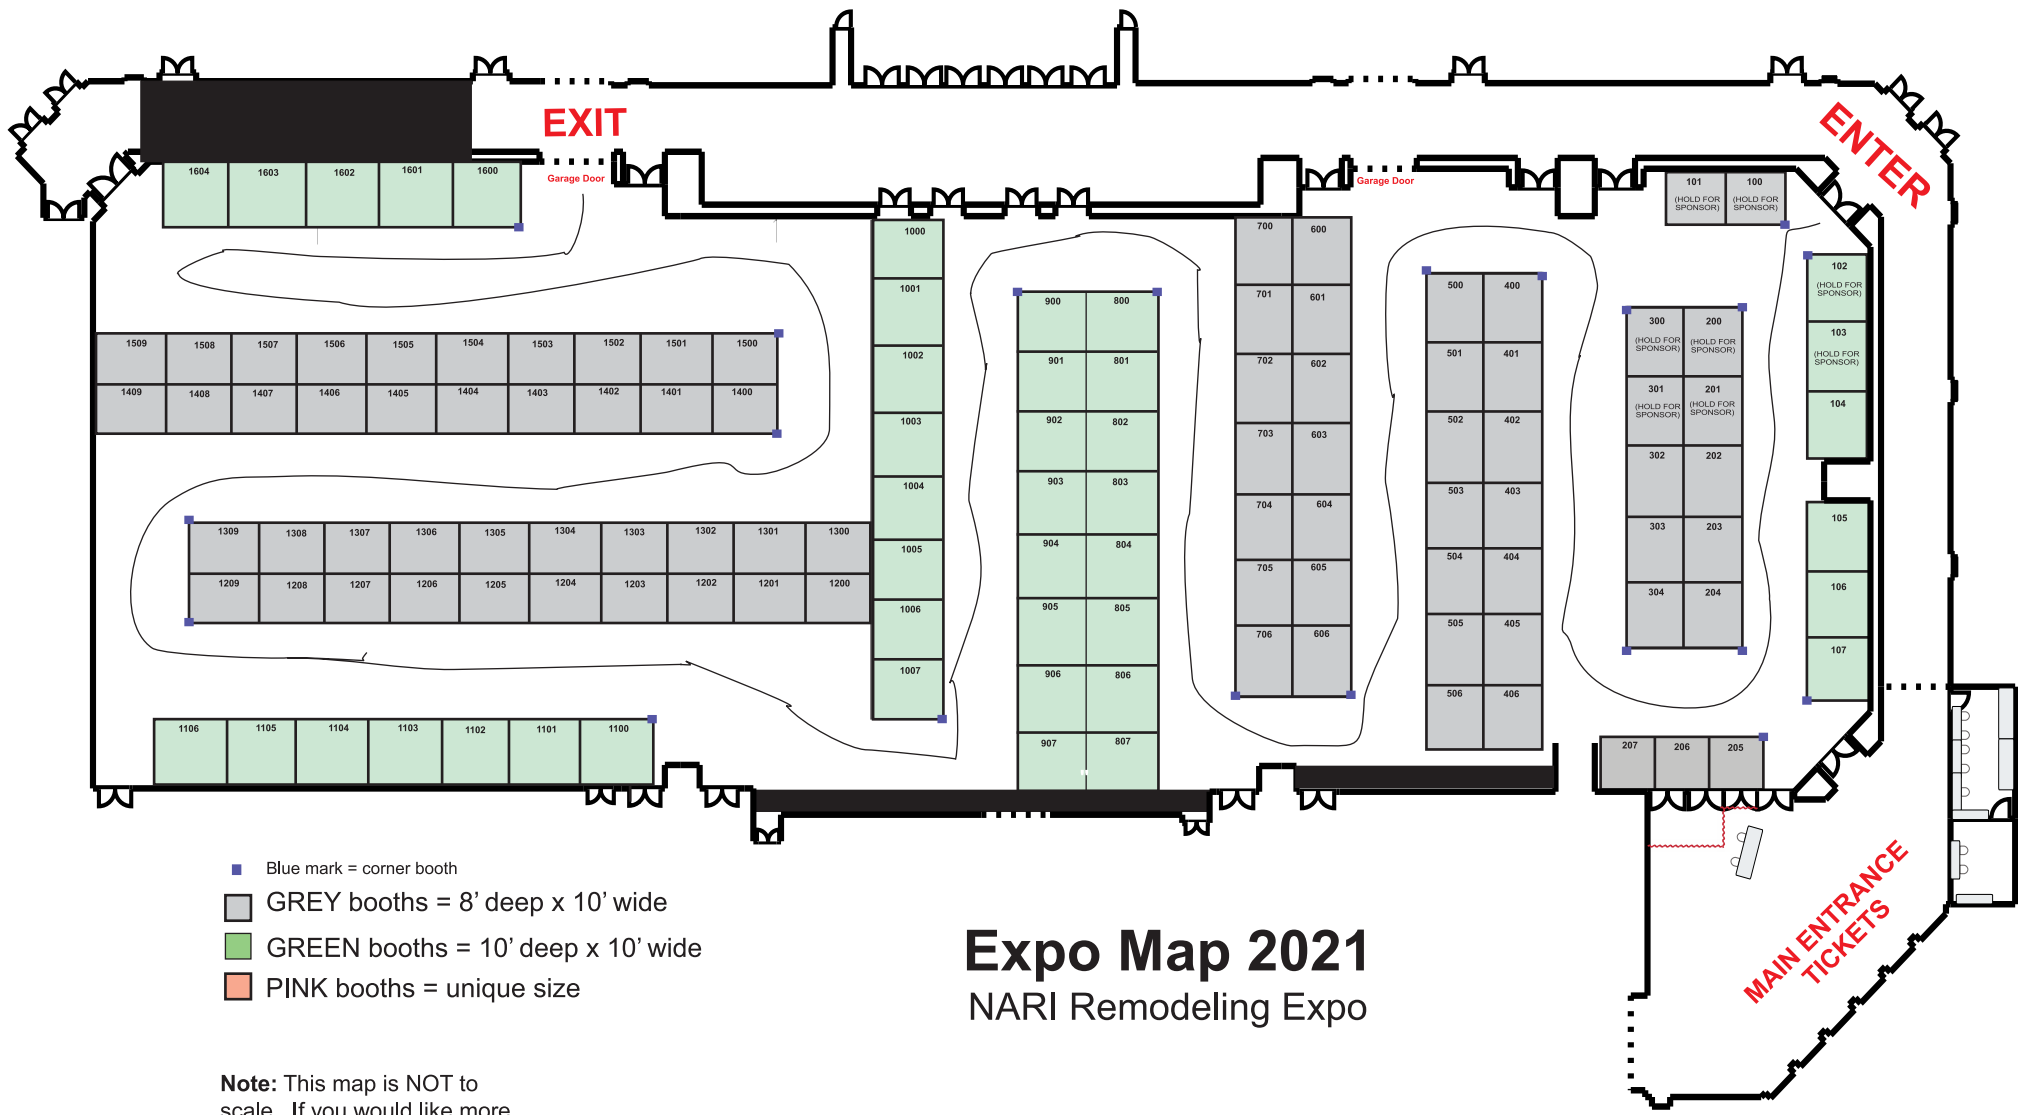 EXIT
ENTER
Garage Door
Garage Door
1604 1603 1602 1601 1600
101 100
(HOLD FOR SPONSOR) (HOLD FOR SPONSOR)
102
(HOLD FOR SPONSOR)
103
(HOLD FOR SPONSOR)
104
105
106
107
1000
1001
1002
1003
1004
1005
1006
1007
700 600
701 601
702 602
703 603
704 604
705 605
706 606
900 800
901 801
902 802
903 803
904 804
905 805
906 806
907 807
500 400
501 401
502 402
503 403
504 404
505 405
506 406
300 200
(HOLD FOR SPONSOR) (HOLD FOR SPONSOR)
301 201
(HOLD FOR SPONSOR) (HOLD FOR SPONSOR)
302 202
303 203
304 204
1509 1508 1507 1506 1505 1504 1503 1502 1501 1500
1409 1408 1407 1406 1405 1404 1403 1402 1401 1400
1309 1308 1307 1306 1305 1304 1303 1302 1301 1300
1209 1208 1207 1206 1205 1204 1203 1202 1201 1200
1106 1105 1104 1103 1102 1101 1100
207 206 205
Blue mark = corner booth
GREY booths = 8’ deep x 10’ wide
GREEN booths = 10’ deep x 10’ wide
PINK booths = unique size
Expo Map 2021
NARI Remodeling Expo
MAIN ENTRANCE
TICKETS
Note: This map is NOT to
scale. If you would like more